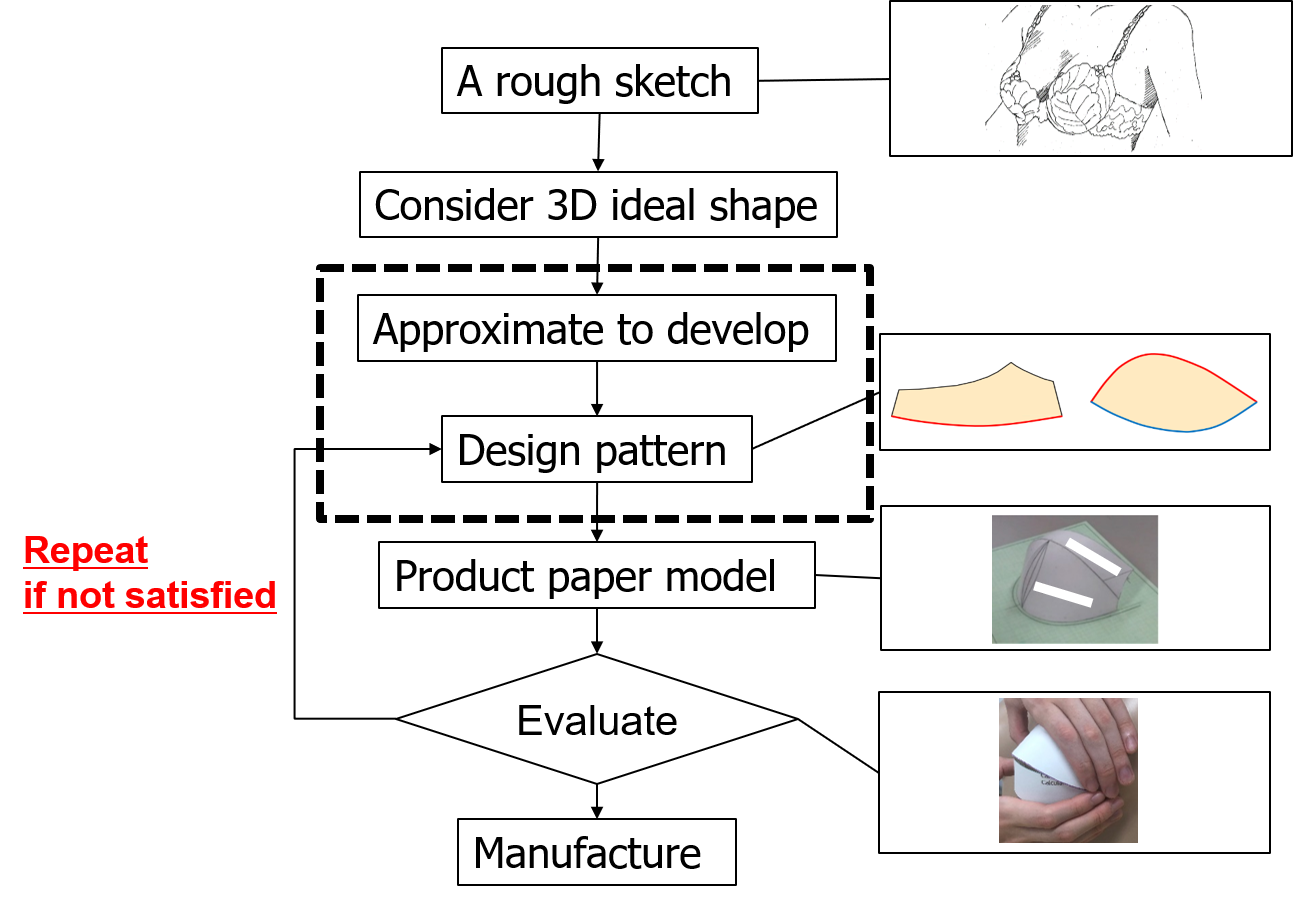 A rough sketch
Consider 3D ideal shape
Approximate to develop
Design pattern
Repeat
if not satisfied
Product paper model
Evaluate
Manufacture